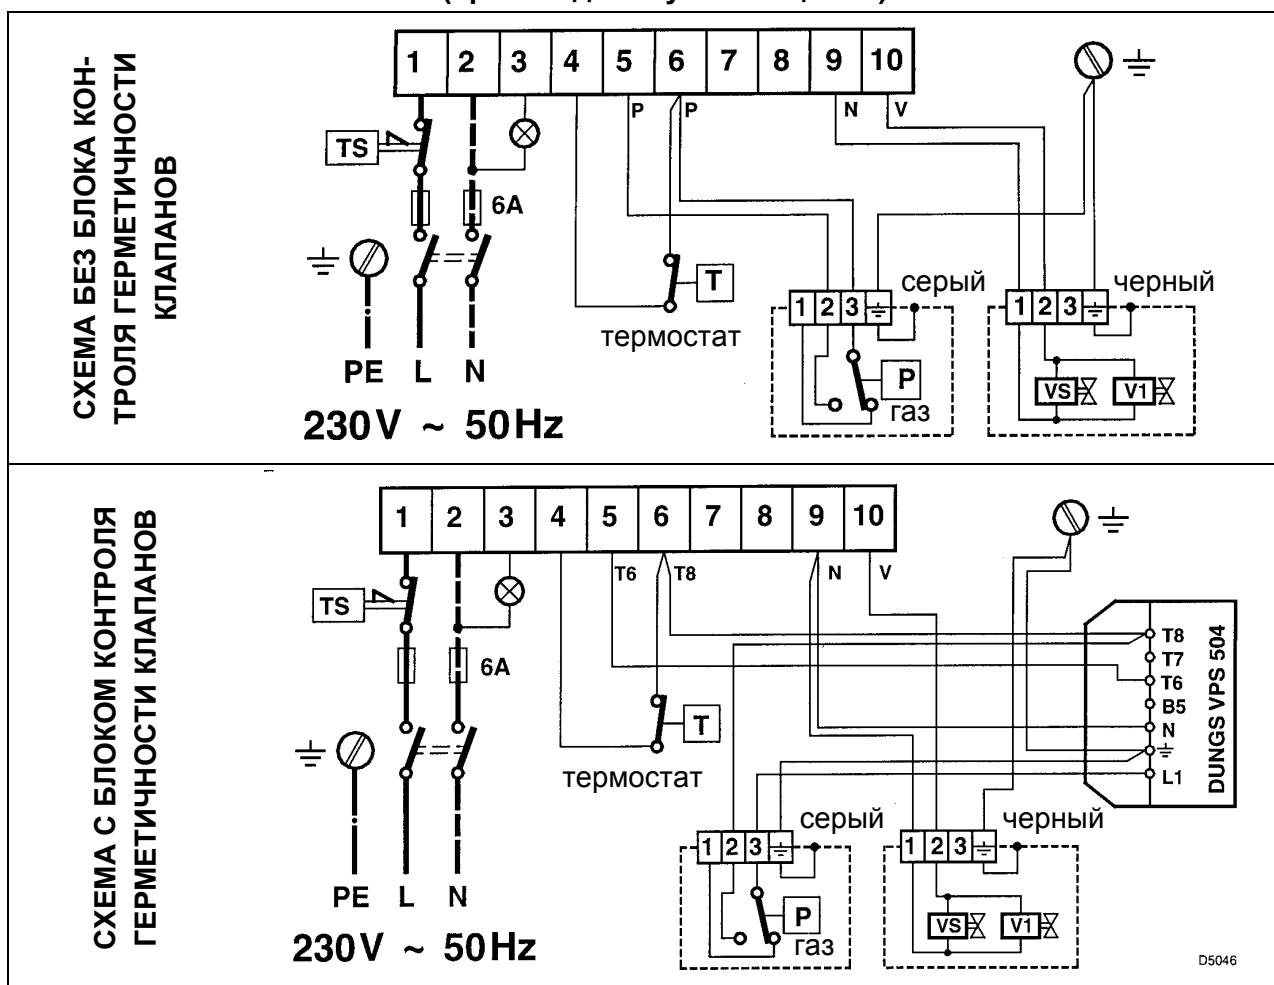 СХЕМА БЕЗ БЛОКА КОН-
ТРОЛЯ ГЕРМЕТИЧНОСТИ
КЛАПАНОВ
1 2 3 4 5 6 7 8 9 10
P P N V
TS
6A
T
термостат
серый
черный
1 2 3
1 2 3
P
газ
VS V1
PE L N
230V ~ 50Hz
СХЕМА С БЛОКОМ КОНТРОЛЯ
ГЕРМЕТИЧНОСТИ КЛАПАНОВ
1 2 3 4 5 6 7 8 9 10
T6 T8 N V
TS
6A
T
термостат
T8
T7
T6
B5
N
L1
DUNGS VPS 504
серый
черный
1 2 3
1 2 3
P
газ
VS V1
PE L N
230V ~ 50Hz
D5046